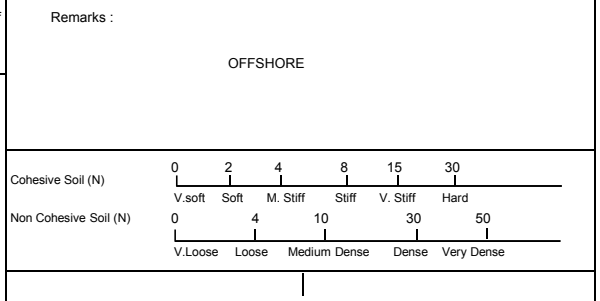 Remarks :
OFFSHORE
0 2 4 8 15 30
Cohesive Soil (N)
V.soft Soft M. Stiff Stiff V. Stiff Hard
Non Cohesive Soil (N) 0 4 10 30 50
V.Loose Loose Medium Dense Dense Very Dense